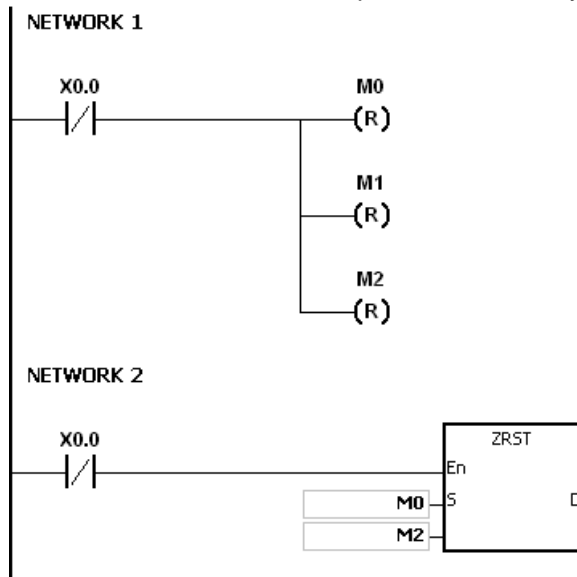 NETWORK 1
X0.0
M0
(R)
M1
(R)
M2
(R)
NETWORK 2
X0.0
ZRST
En
M0 S
M2